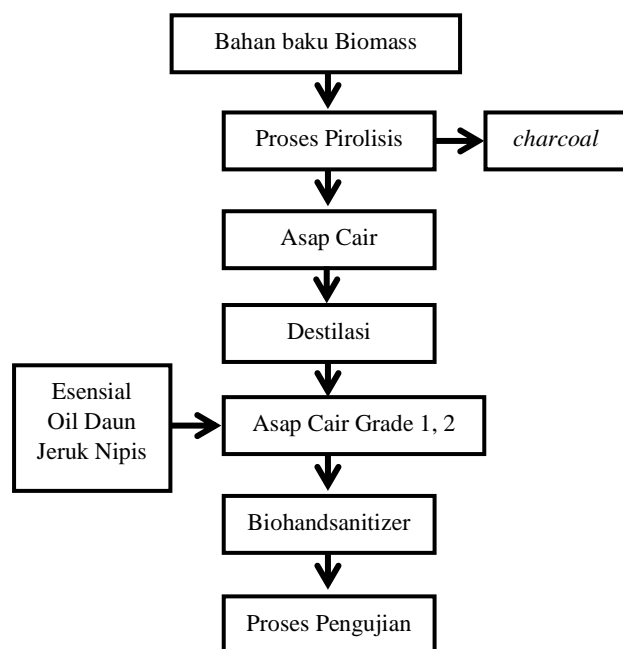 Bahan baku Biomass
Proses Pirolisis
charcoal
Asap Cair
Destilasi
Esensial
Oil Daun
Jeruk Nipis
Asap Cair Grade 1, 2
Biohandsanitizer
Proses Pengujian